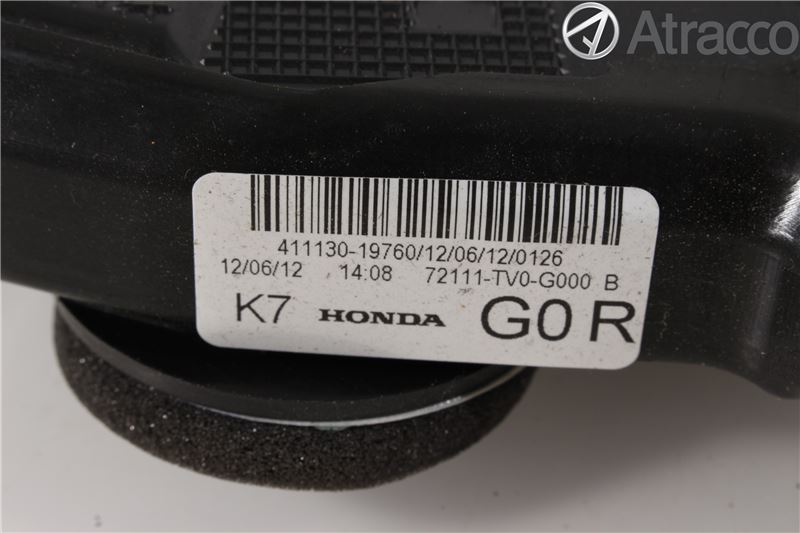 Atracco
411130-19760/12/06/12/0126
12/06/12 14:08 72111-TV0-G000 B
K7 HONDA G0 R